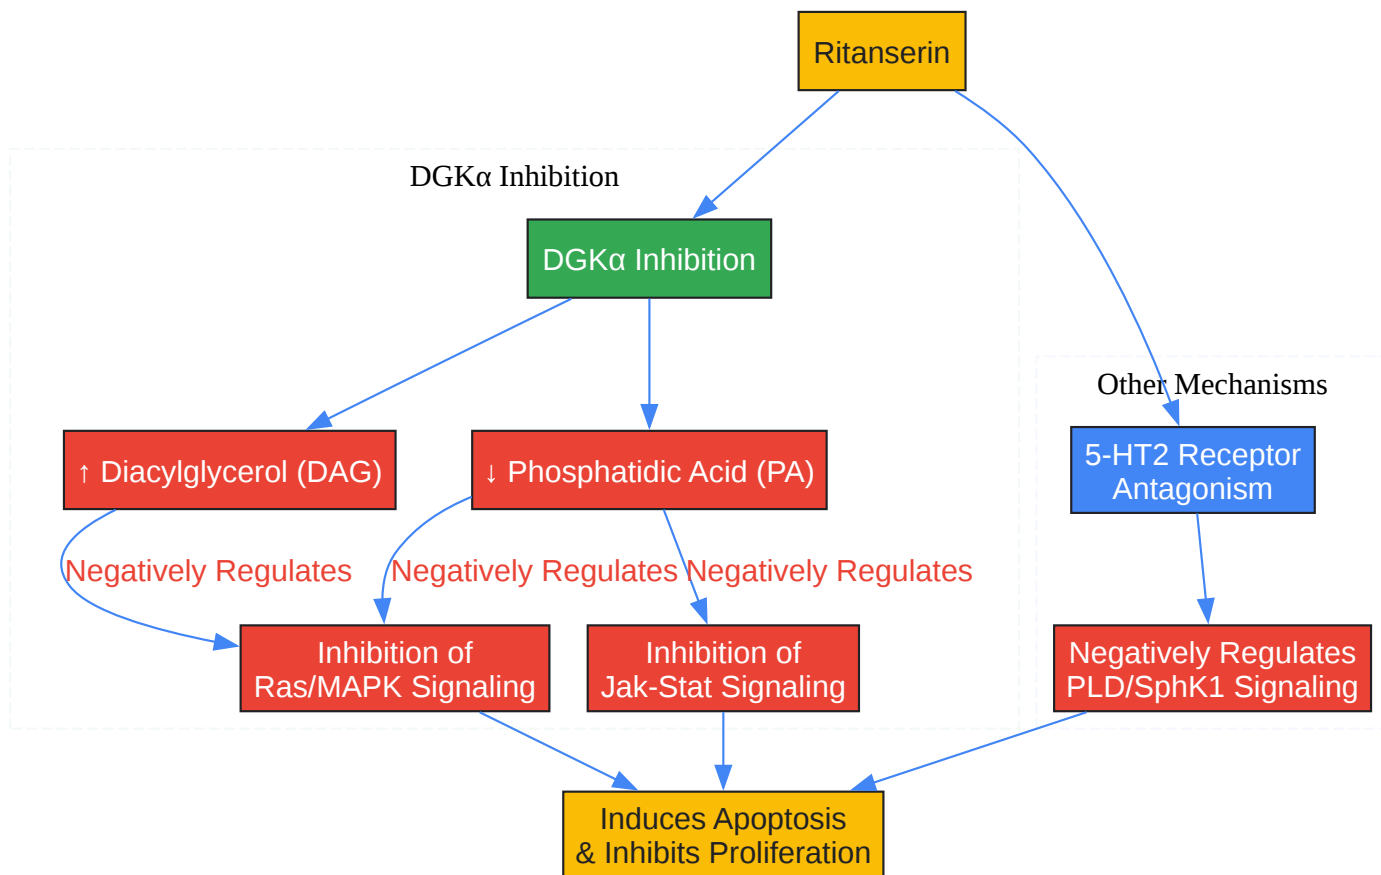 Ritanserin
DGKα Inhibition
DGKα Inhibition
Other Mechanisms
↑ Diacylglycerol (DAG)
↓ Phosphatidic Acid (PA)
5-HT2 Receptor
Antagonism
Negatively Regulates
Negatively Regulates
Negatively Regulates
Inhibition of
Ras/MAPK Signaling
Inhibition of
Jak-Stat Signaling
Negatively Regulates
PLD/SphK1 Signaling
Induces Apoptosis
& Inhibits Proliferation